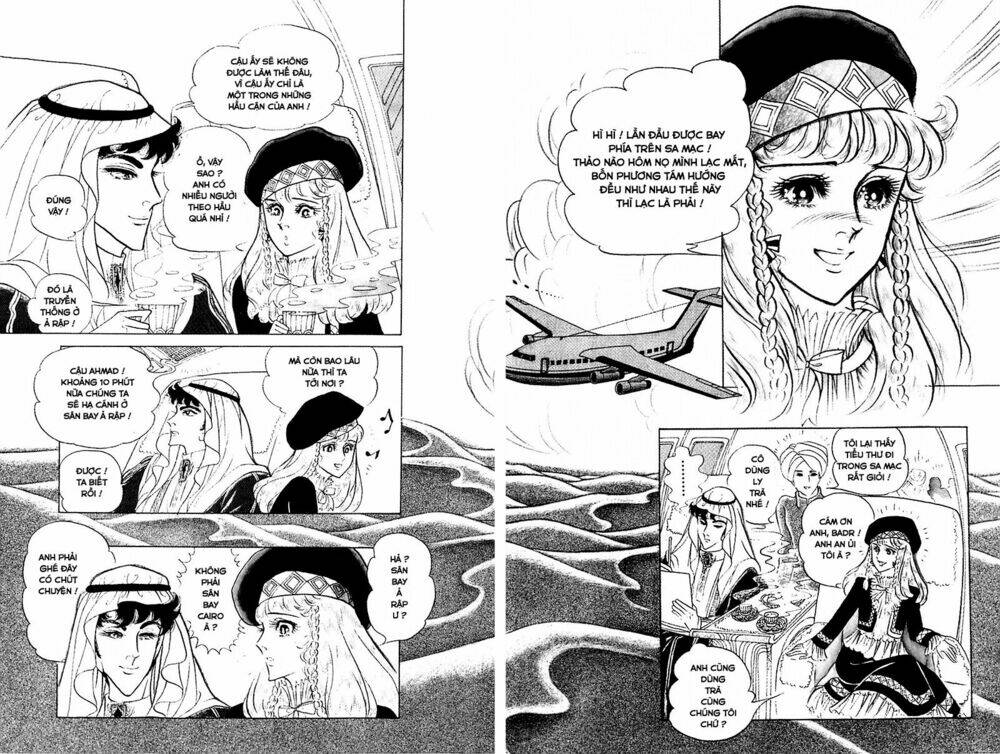 HÌ HÌ ! LẦN ĐẦU ĐƯỢC BAY
PHÍA TRÊN SA MẠC !
THẢO NÀO HÔM NỌ MÌNH LẠC MẤT,
BỐN PHƯƠNG TÁM HƯỚNG
ĐỀU NHƯ NHAU THẾ NÀY
THÌ LẠC LÀ PHẢI !
TÔI LẠI THẤY
TIỂU THƯ ĐI
TRONG SA MẠC
RẤT GIỎI !
CÔ
DÙNG
LY
TRÀ
NHÉ !
........
CẢM ƠN
ANH, BADR !
ANH AN ỦI
TÔI À ?
ANH CŨNG
DÙNG
TRÀ
CÙNG
CHÚNG TÔI
CHỨ ?
CẬU ẤY SẼ KHÔNG
ĐƯỢC LÀM THẾ ĐÂU,
VÌ CẬU ẤY CHỈ LÀ
MỘT TRONG NHỮNG
HẦU CẬN CỦA ANH !
Ồ, VẬY
SAO ?
ANH CÓ
NHIỀU NGƯỜI
THEO HẦU
QUÁ NHỈ !
ĐÚNG
VẬY !
ĐÓ LÀ
TRUYỀN
THỐNG Ở
Ả RẬP !
MÀ CÒN BAO LÂU
NỮA THÌ TA
TỚI NƠI ?
CẬU AHMAD !
KHOẢNG 10 PHÚT
NỮA CHÚNG TA
SẼ HẠ CÁNH Ở
SÂN BAY Ả RẬP !
ĐƯỢC !
TA BIẾT
RỒI !
HẢ ?
SÂN
BAY
Ả RẬP
Ư ?
KHÔNG
PHẢI
SÂN BAY
CAIRO
À ?
ANH PHẢI
GHÉ ĐÂY
CÓ CHÚT
CHUYỆN !